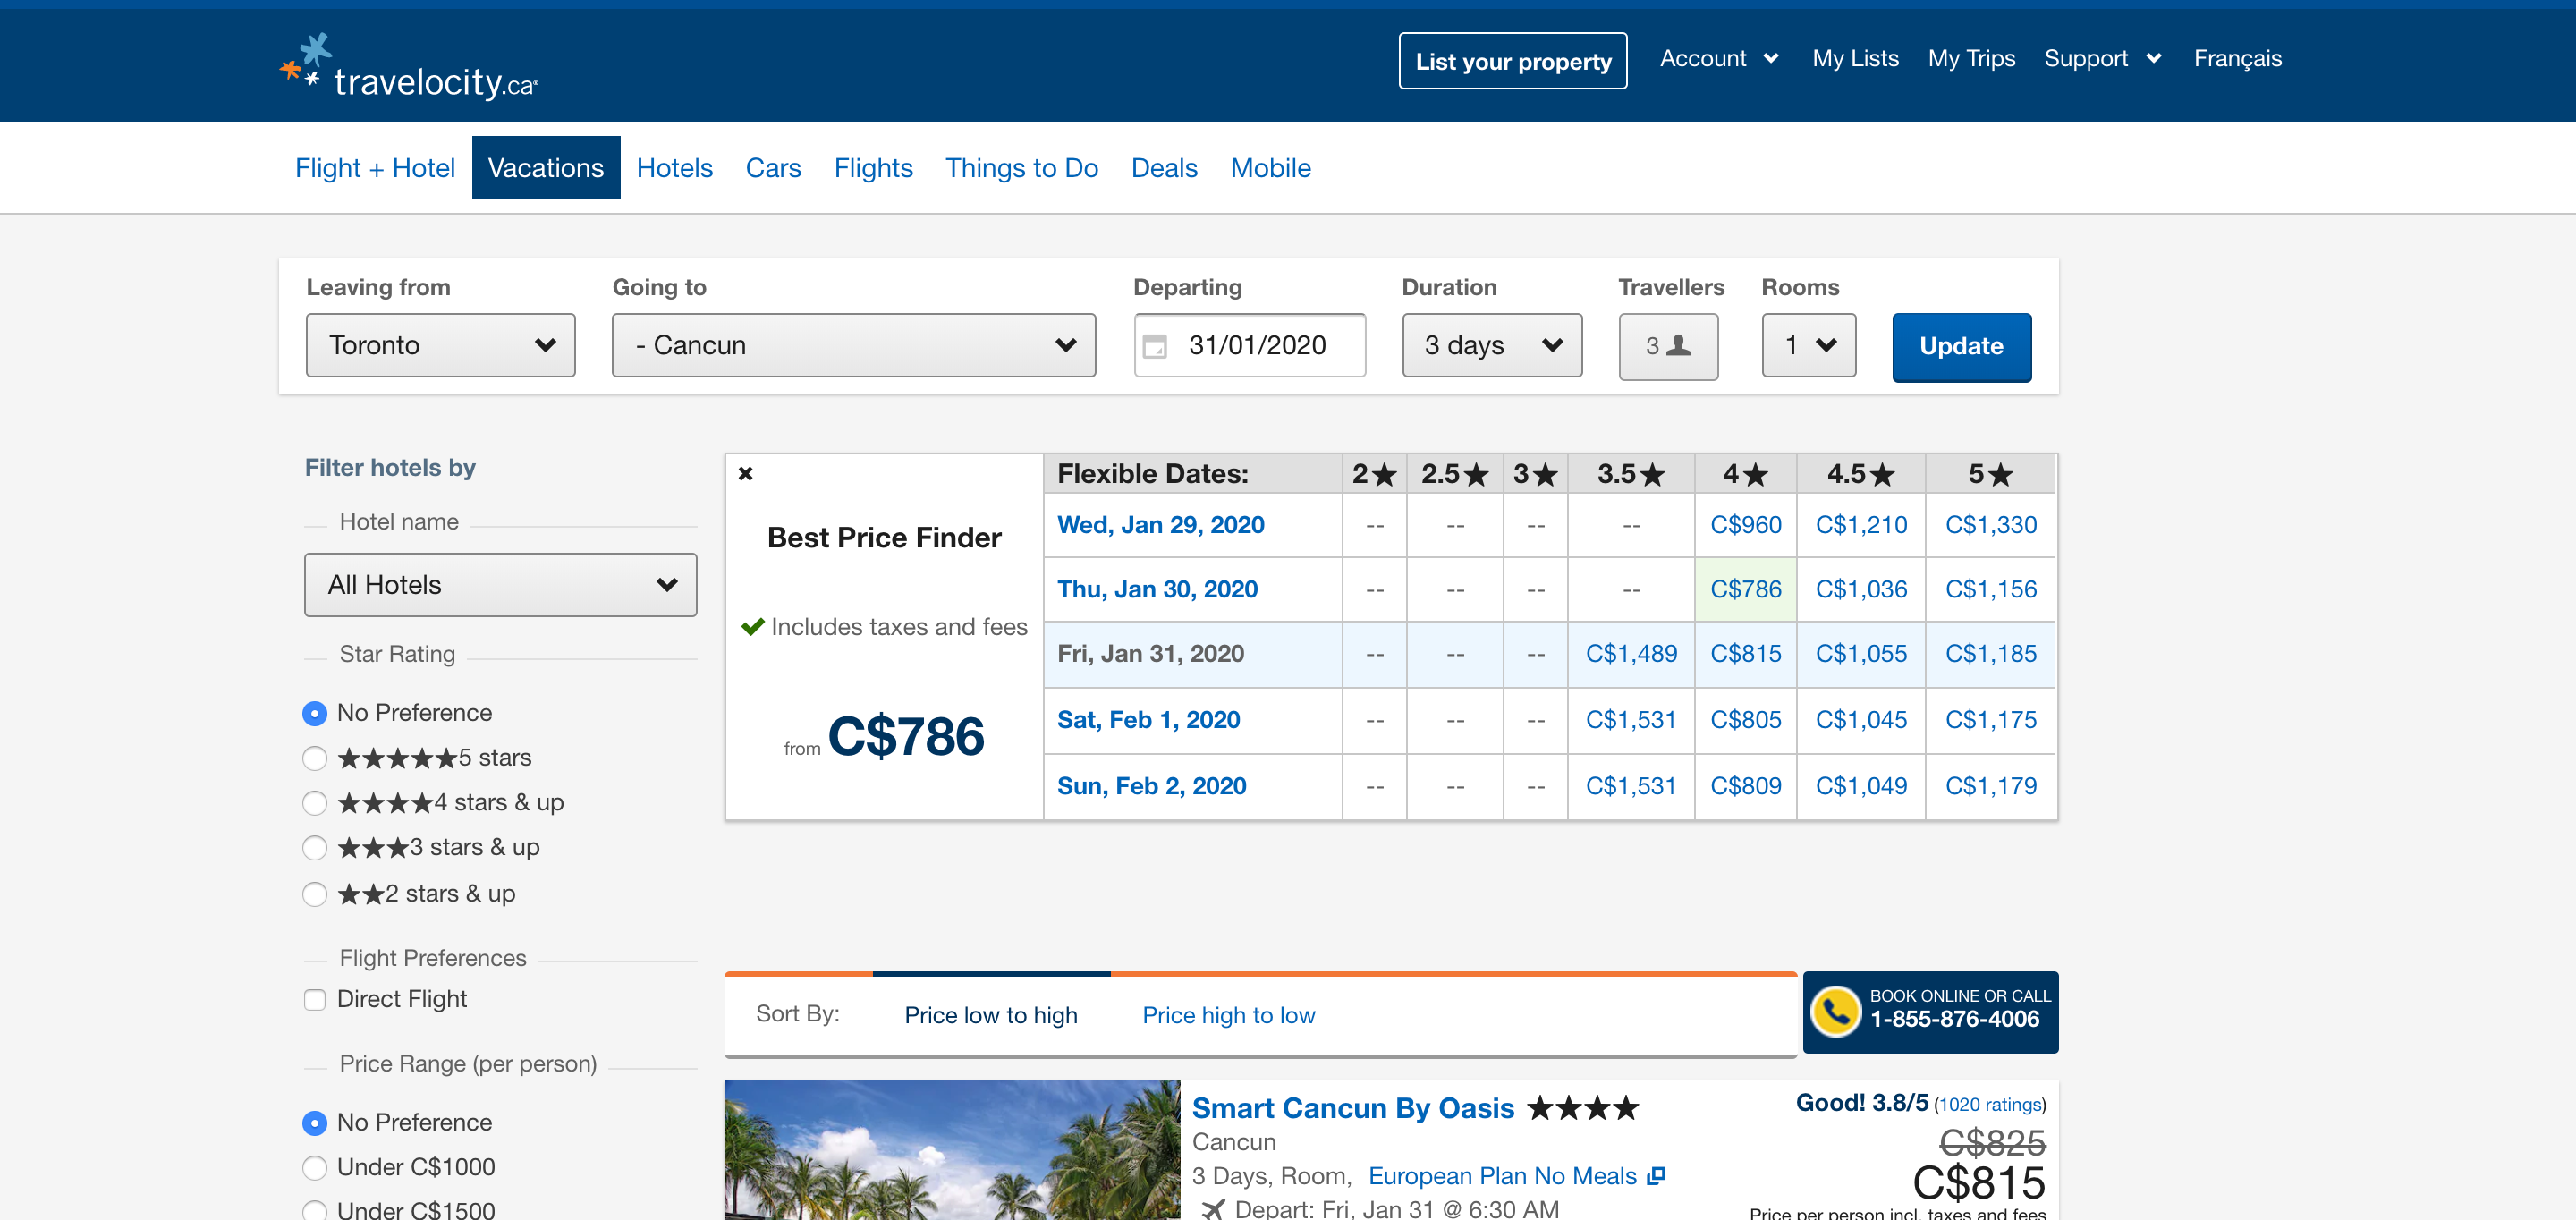 travelocity.ca®
List your property
Account
My Lists
My Trips
Support
Français
Flight + Hotel
Vacations
Hotels
Cars
Flights
Things to Do
Deals
Mobile
Leaving from
Going to
Departing
Duration
Travellers
Rooms
Toronto
- Cancun
31/01/2020
3 days
3
1
Update
Filter hotels by
Hotel name
All Hotels
Star Rating
No Preference
★★★★★5 stars
★★★★4 stars & up
★★★3 stars & up
★★2 stars & up
Flight Preferences
Direct Flight
Price Range (per person)
No Preference
Under C$1000
Under C$1500
Best Price Finder
Includes taxes and fees
from C$786
Flexible Dates: 2★ 2.5★ 3★ 3.5★ 4★ 4.5★ 5★
Wed, Jan 29, 2020 -- -- -- -- C$960 C$1,210 C$1,330
Thu, Jan 30, 2020 -- -- -- -- C$786 C$1,036 C$1,156
Fri, Jan 31, 2020 -- -- -- C$1,489 C$815 C$1,055 C$1,185
Sat, Feb 1, 2020 -- -- -- C$1,531 C$805 C$1,045 C$1,175
Sun, Feb 2, 2020 -- -- -- C$1,531 C$809 C$1,049 C$1,179
Sort By:
Price low to high
Price high to low
BOOK ONLINE OR CALL
1-855-876-4006
Smart Cancun By Oasis ★★★★
Cancun
3 Days, Room, European Plan No Meals
Depart: Fri, Jan 31 @ 6:30 AM
Good! 3.8/5 (1020 ratings)
C$825
C$815
Price per person incl. taxes and fees